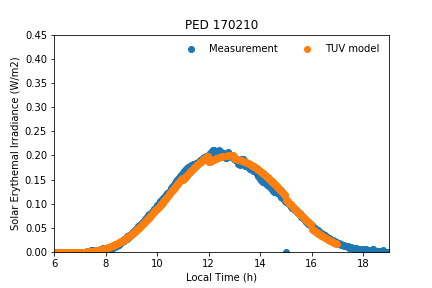 PED 170210
Solar Erythemal Irradiance (W/m2)
0.45
0.40
0.35
0.30
0.25
0.20
0.15
0.10
0.05
0.00
Measurement
TUV model
6 8 10 12 14 16 18
Local Time (h)